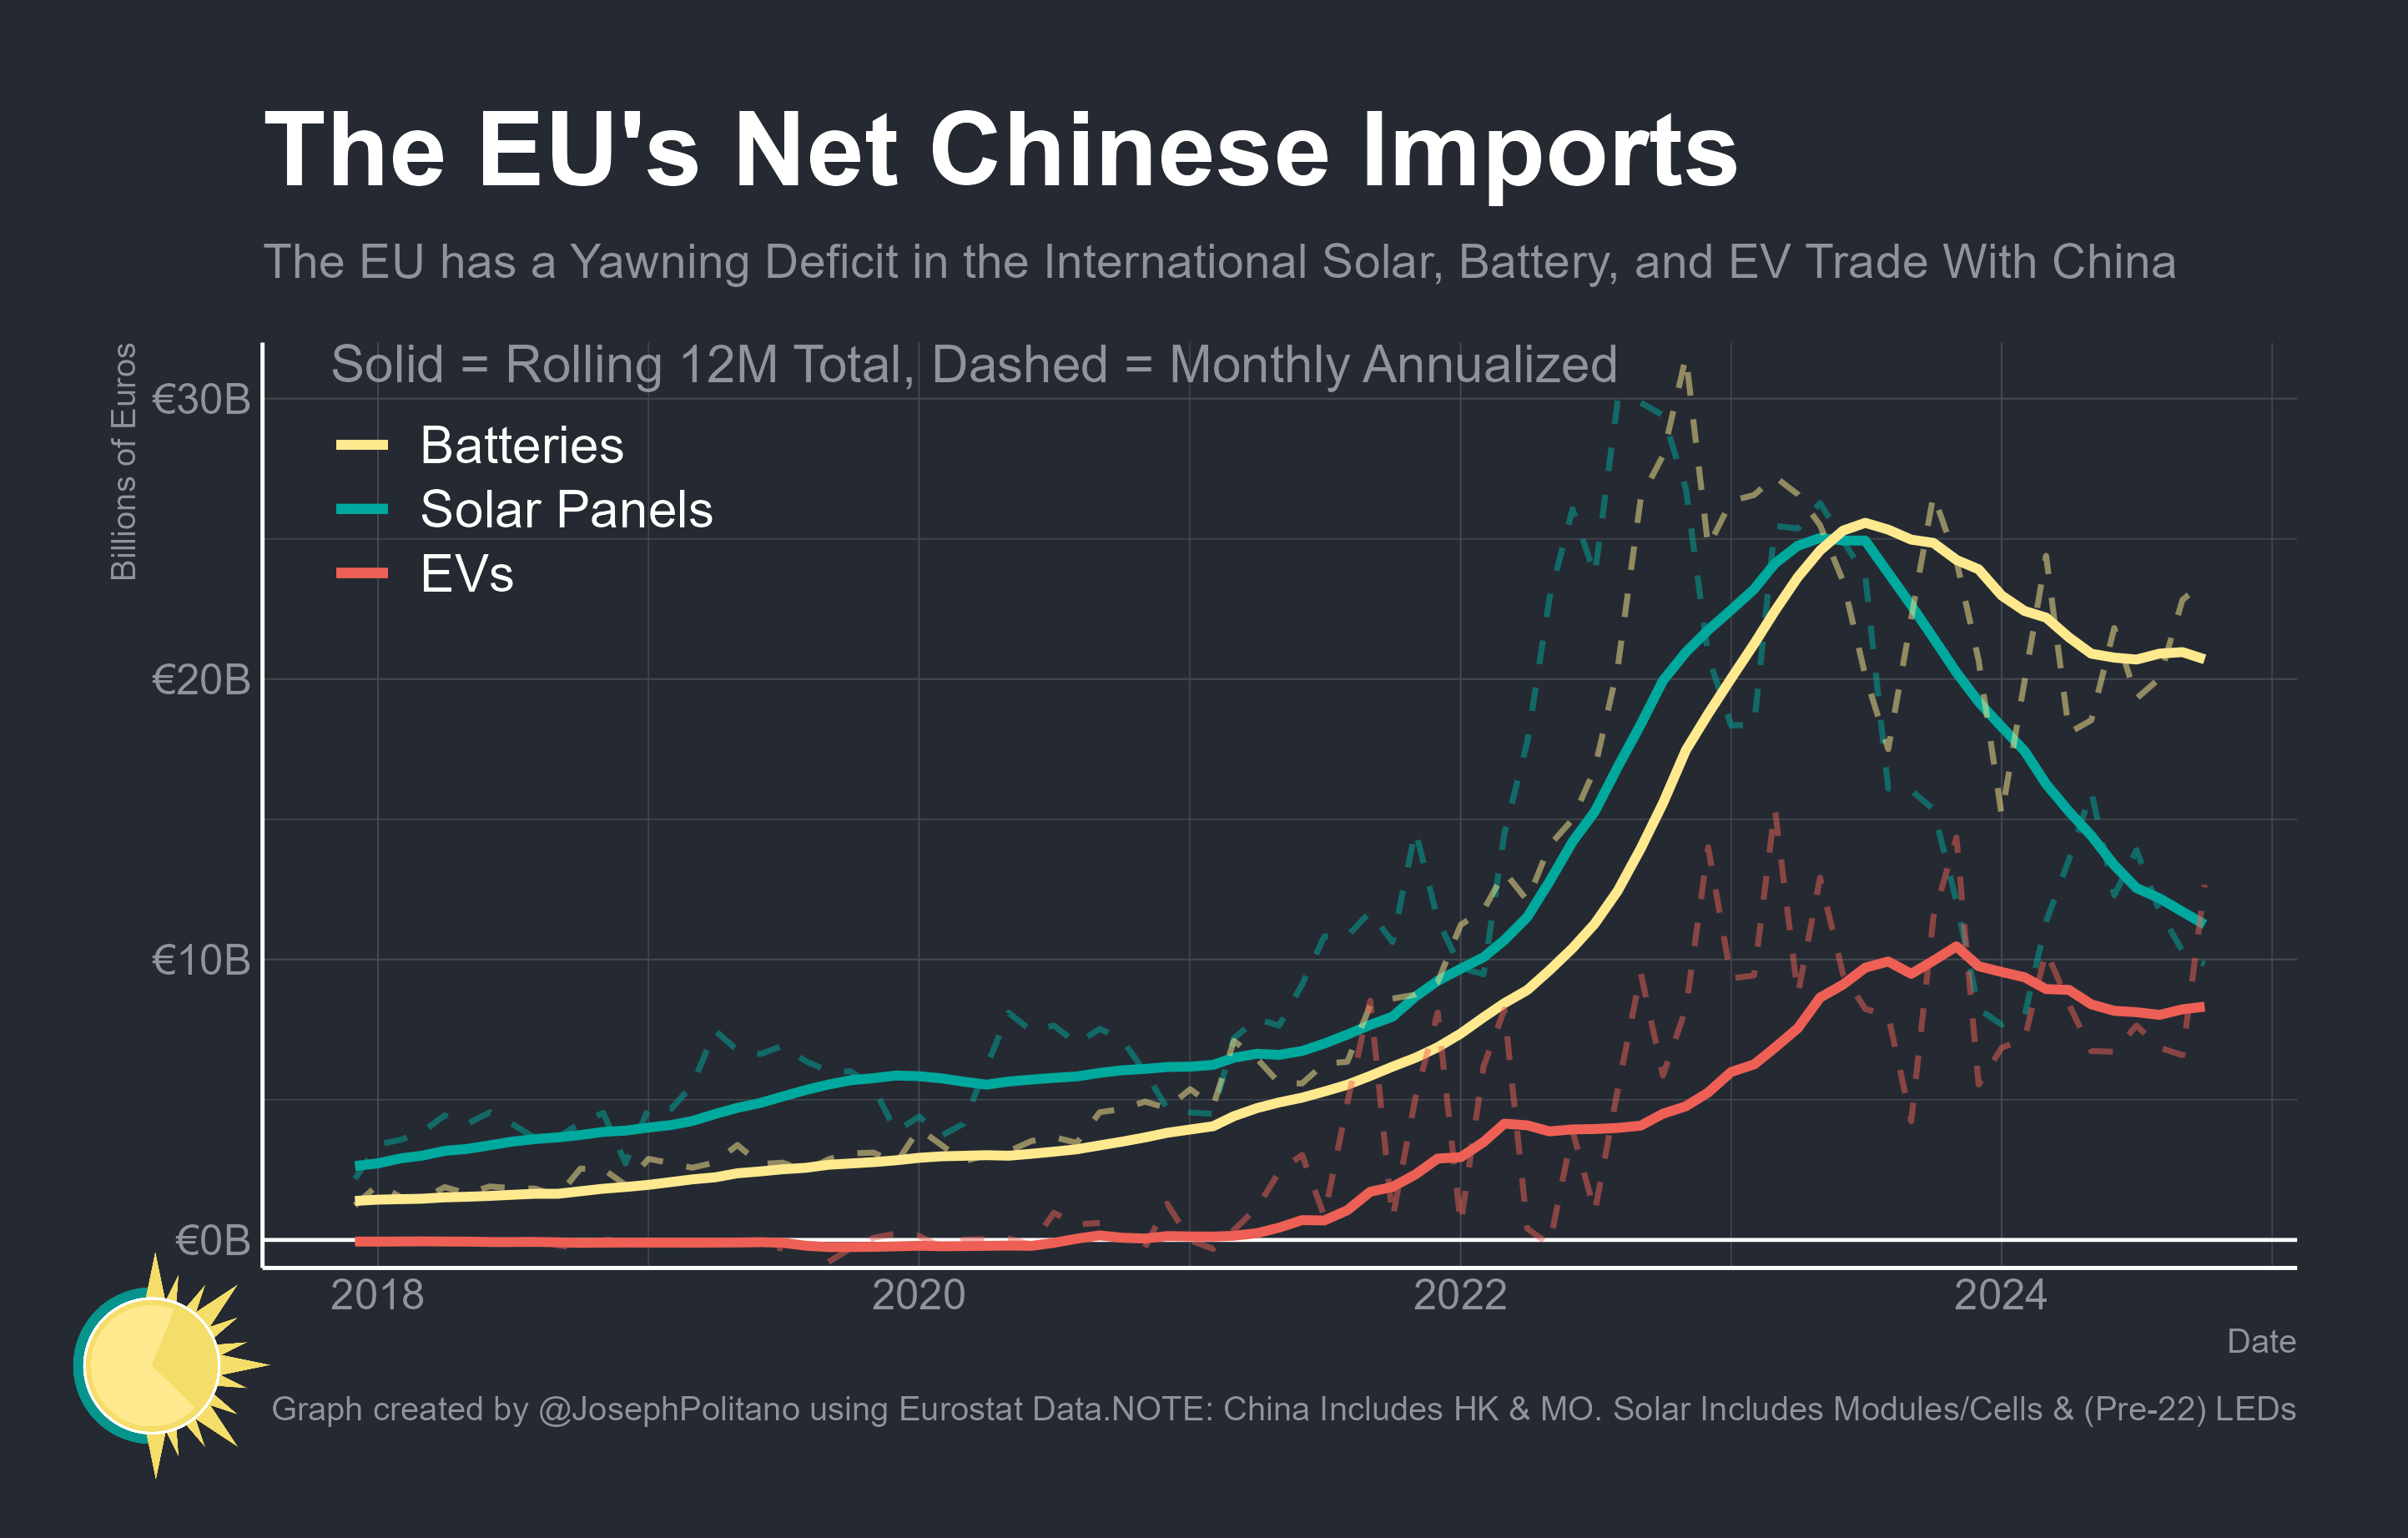 The EU's Net Chinese Imports
The EU has a Yawning Deficit in the International Solar, Battery, and EV Trade With China
Billions of Euros
Solid = Rolling 12M Total, Dashed = Monthly Annualized
€30B
Batteries
Solar Panels
EVs
€20B
€10B
€0B
2018
2020
2022
2024
Date
Graph created by @JosephPolitano using Eurostat Data.NOTE: China Includes HK & MO. Solar Includes Modules/Cells & (Pre-22) LEDs